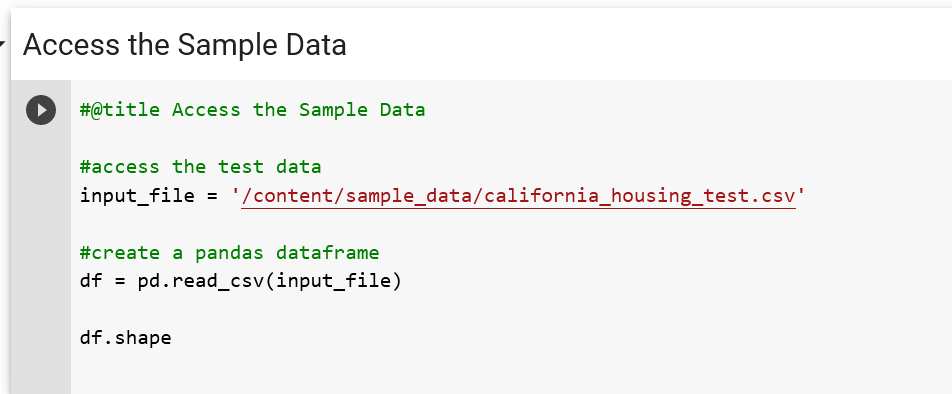 Access the Sample Data
#@title Access the Sample Data
#access the test data
input_file = '/content/sample_data/california_housing_test.csv'
#create a pandas dataframe
df = pd.read_csv(input_file)
df.shape